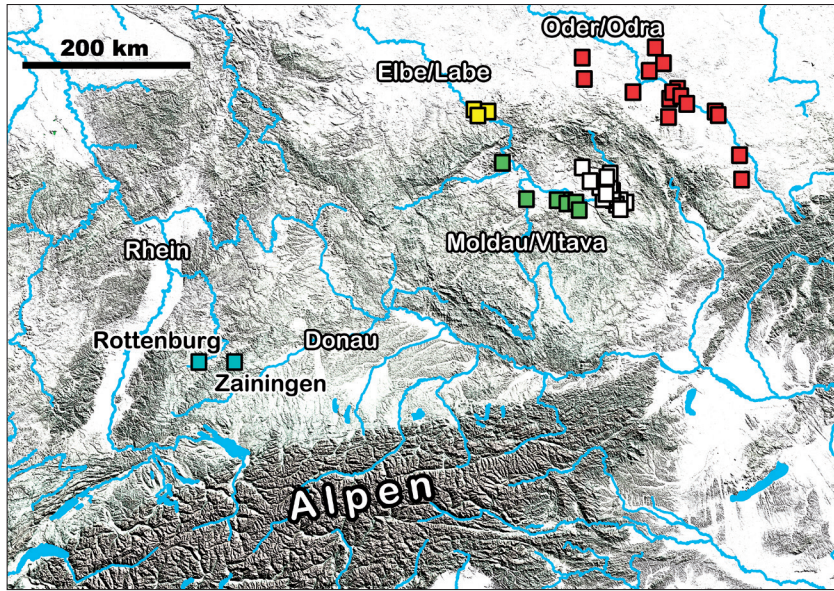 200 km
Oder/Odra
Elbe/Labe
Moldau/Vltava
Rhein
Rottenburg
Donau
Zainingen
Alpen